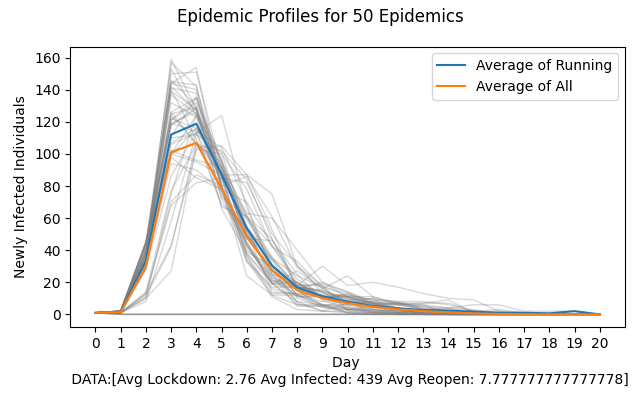 Epidemic Profiles for 50 Epidemics
Average of Running
Average of All
Newly Infected Individuals
160
140
120
100
80
60
40
20
0
0 1 2 3 4 5 6 7 8 9 10 11 12 13 14 15 16 17 18 19 20
Day
DATA:[Avg Lockdown: 2.76 Avg Infected: 439 Avg Reopen: 7.777777777777778]